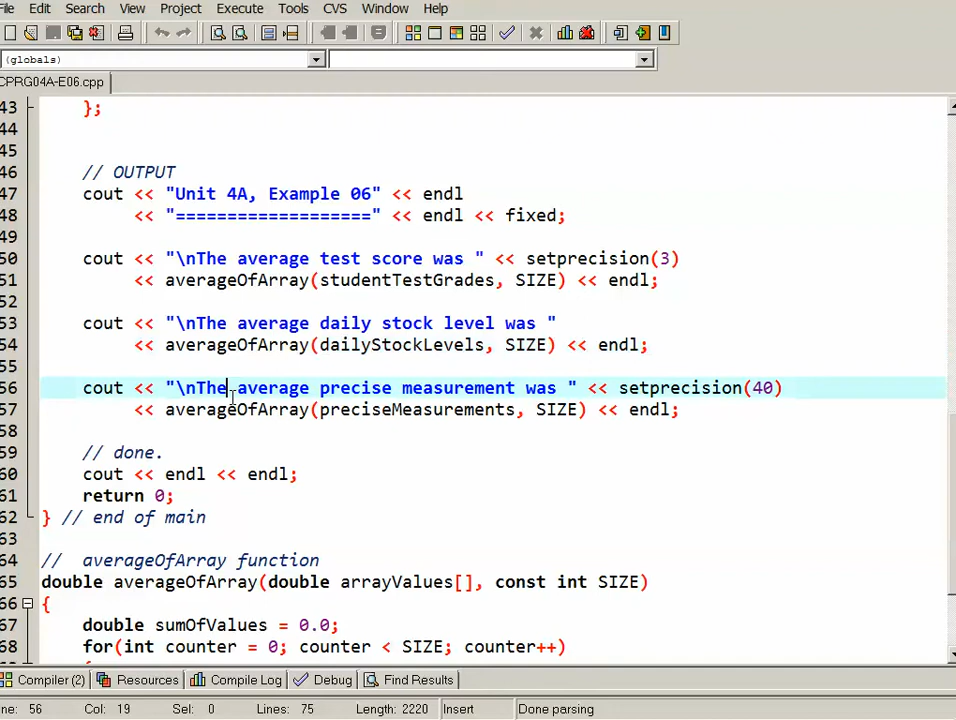 File Edit Search View Project Execute Tools CVS Window Help
(globals)
CPRG04A-E06.cpp
43 };
44
45
46 // OUTPUT
47 cout << "Unit 4A, Example 06" << endl
48 << "===================" << endl << fixed;
49
50 cout << "\nThe average test score was " << setprecision(3)
51 << averageOfArray(studentTestGrades, SIZE) << endl;
52
53 cout << "\nThe average daily stock level was "
54 << averageOfArray(dailyStockLevels, SIZE) << endl;
55
56 cout << "\nThe average precise measurement was " << setprecision(40)
57 << averageOfArray(preciseMeasurements, SIZE) << endl;
58
59 // done.
60 cout << endl << endl;
61 return 0;
62 } // end of main
63
64 // averageOfArray function
65 double averageOfArray(double arrayValues[], const int SIZE)
66 {
67 double sumOfValues = 0.0;
68 for(int counter = 0; counter < SIZE; counter++)
Compiler (2) Resources Compile Log Debug Find Results
ne: 56 Col: 19 Sel: 0 Lines: 75 Length: 2220 Insert Done parsing